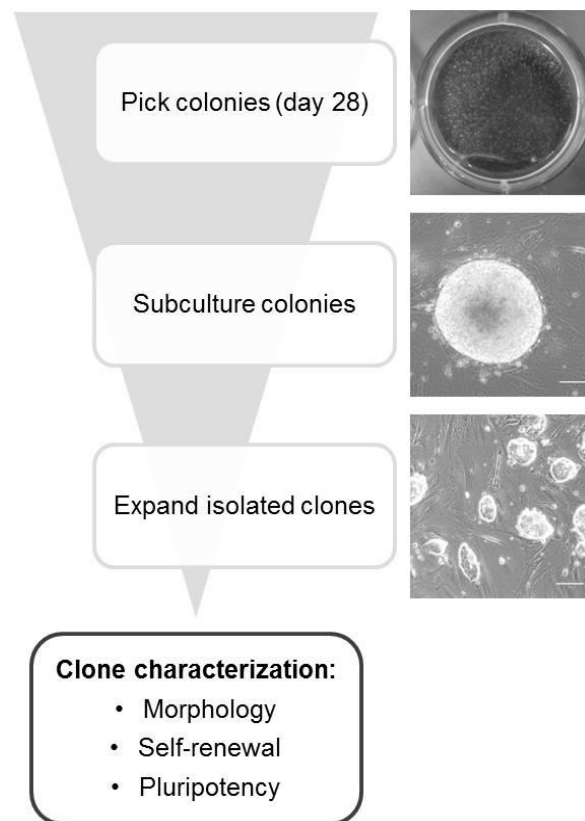 Pick colonies (day 28)
Subculture colonies
Expand isolated clones
Clone characterization:
• Morphology
• Self-renewal
• Pluripotency